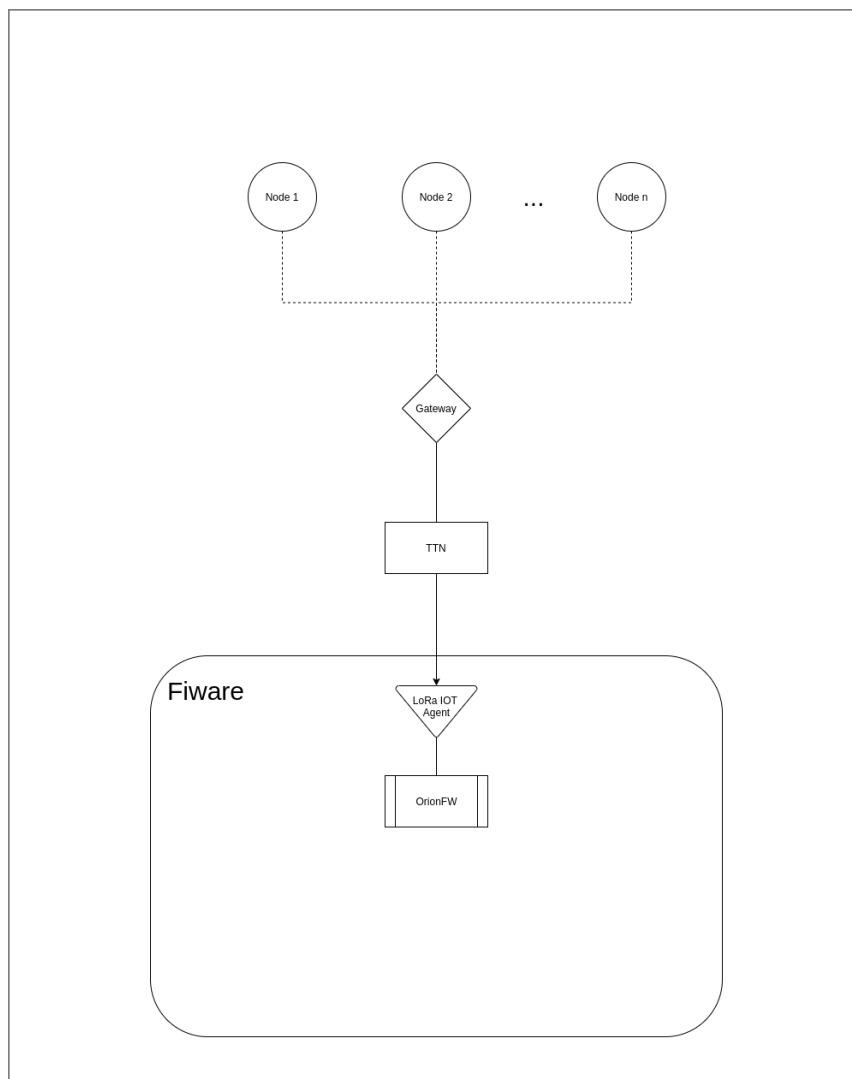 Node 1
Node 2
...
Node n
Gateway
TTN
Fiware
LoRa IOT
Agent
OrionFW